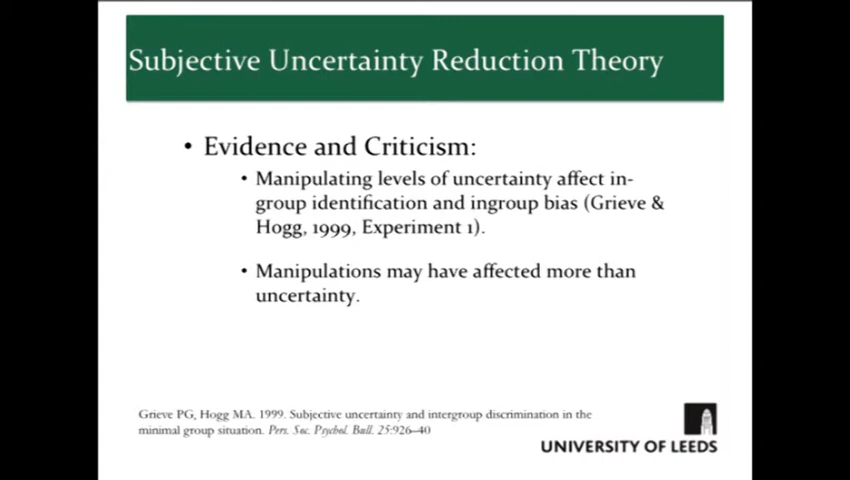 Subjective Uncertainty Reduction Theory
• Evidence and Criticism:
• Manipulating levels of uncertainty affect in-
group identification and ingroup bias (Grieve &
Hogg, 1999, Experiment 1).
• Manipulations may have affected more than
uncertainty.
Grieve PG, Hogg MA. 1999. Subjective uncertainty and intergroup discrimination in the
minimal group situation. Pers. Soc. Psychol. Bull. 25:926–40
UNIVERSITY OF LEEDS